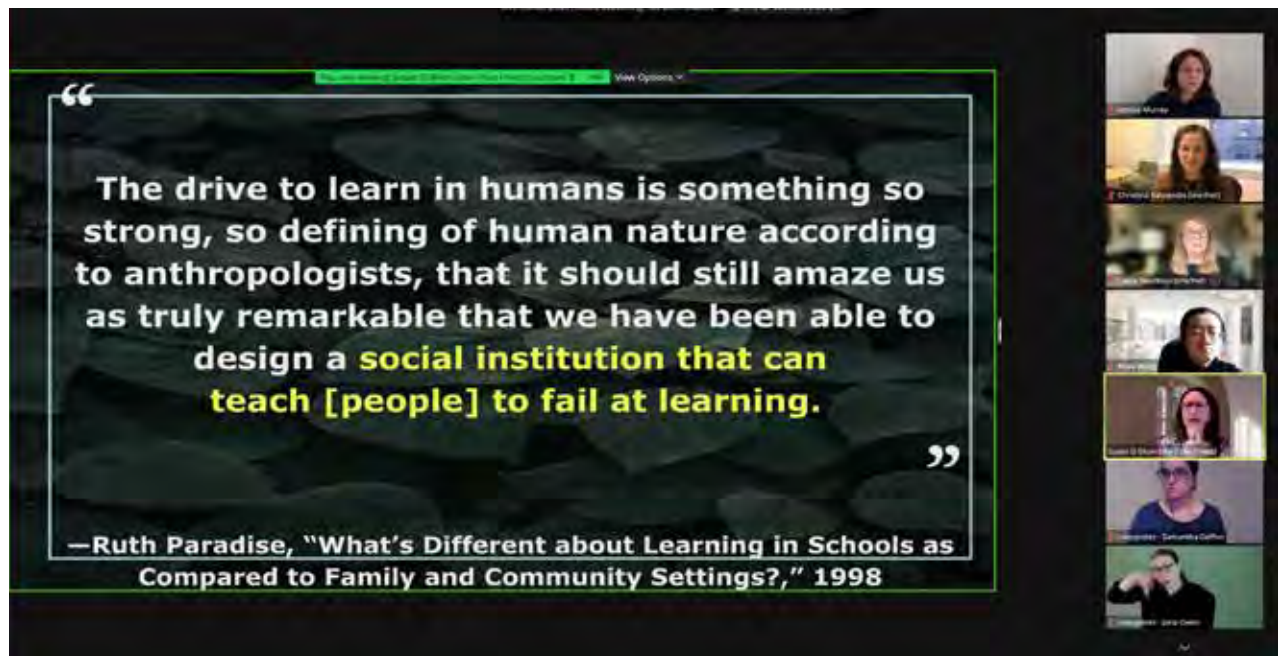 View Options
“
The drive to learn in humans is something so
strong, so defining of human nature according
to anthropologists, that it should still amaze us
as truly remarkable that we have been able to
design a social institution that can
teach [people] to fail at learning.
”
—Ruth Paradise, “What’s Different about Learning in Schools as
Compared to Family and Community Settings?,” 1998
Murray
Christina
Samantha